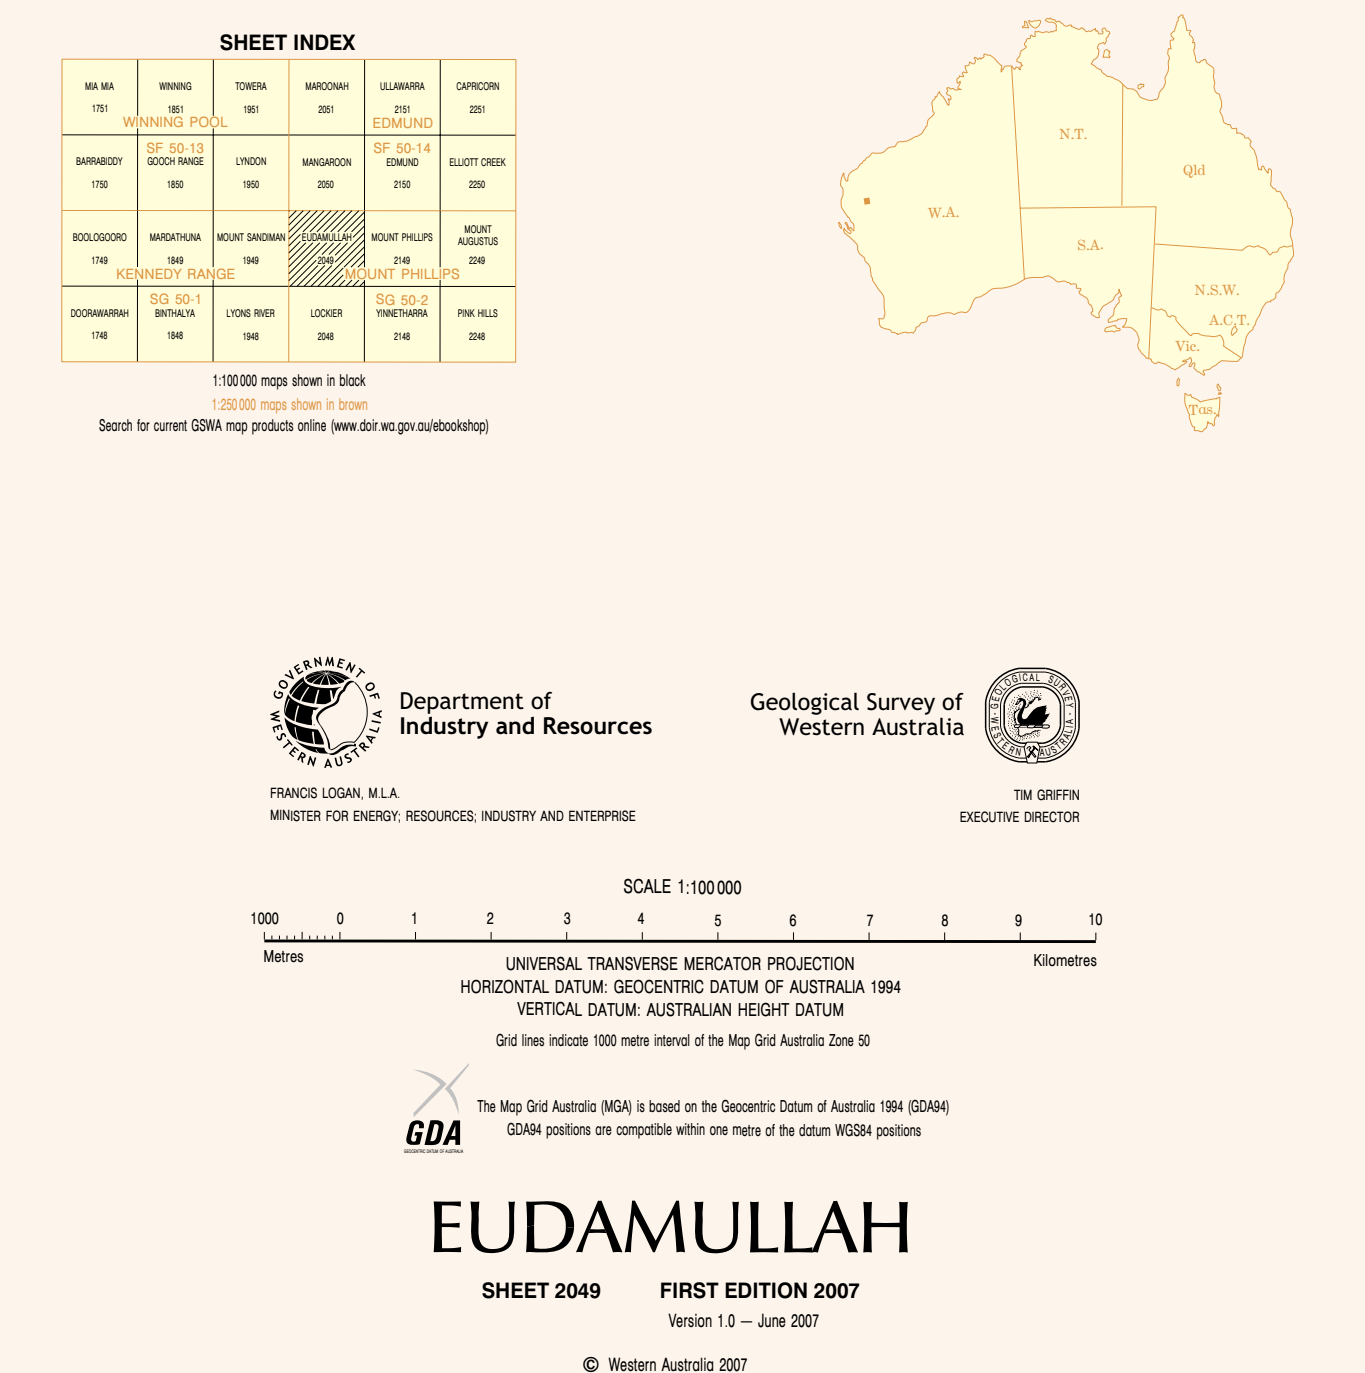 SHEET INDEX
MIA MIA WINNING TOWERA MAROONAH ULLAWARRA CAPRICORN
1751 1851 1951 2051 2151 2251
WINNING POOL EDMUND
SF 50-13 SF 50-14
BARRABIDDY GOOCH RANGE LYNDON MANGAROON EDMUND ELLIOTT CREEK
1750 1850 1950 2050 2150 2250
BOOLOGOORO MARDATHUNA MOUNT SANDIMAN EUDAMULLAH MOUNT PHILLIPS MOUNT AUGUSTUS
1749 1849 1949 2049 2149 2249
KENNEDY RANGE MOUNT PHILLIPS
SG 50-1 SG 50-2
DOORAWARRAH BINTHALYA LYONS RIVER LOCKIER YINNETHARRA PINK HILLS
1748 1848 1948 2048 2148 2248
1:100 000 maps shown in black
1:250 000 maps shown in brown
Search for current GSWA map products online (www.doir.wa.gov.au/ebookshop)
N.T.
Qld
W.A.
S.A.
N.S.W.
A.C.T.
Vic.
Tas.
GOVERNMENT OF WESTERN AUSTRALIA
Department of
Industry and Resources
Geological Survey of
Western Australia
GEOLOGICAL SURVEY WESTERN AUSTRALIA
FRANCIS LOGAN, M.L.A.
MINISTER FOR ENERGY; RESOURCES; INDUSTRY AND ENTERPRISE
TIM GRIFFIN
EXECUTIVE DIRECTOR
SCALE 1:100 000
1000 0 1 2 3 4 5 6 7 8 9 10
Metres Kilometres
UNIVERSAL TRANSVERSE MERCATOR PROJECTION
HORIZONTAL DATUM: GEOCENTRIC DATUM OF AUSTRALIA 1994
VERTICAL DATUM: AUSTRALIAN HEIGHT DATUM
Grid lines indicate 1000 metre interval of the Map Grid Australia Zone 50
GDA
GEOCENTRIC DATUM OF AUSTRALIA
The Map Grid Australia (MGA) is based on the Geocentric Datum of Australia 1994 (GDA94)
GDA94 positions are compatible within one metre of the datum WGS84 positions
EUDAMULLAH
SHEET 2049 FIRST EDITION 2007
Version 1.0 — June 2007
© Western Australia 2007